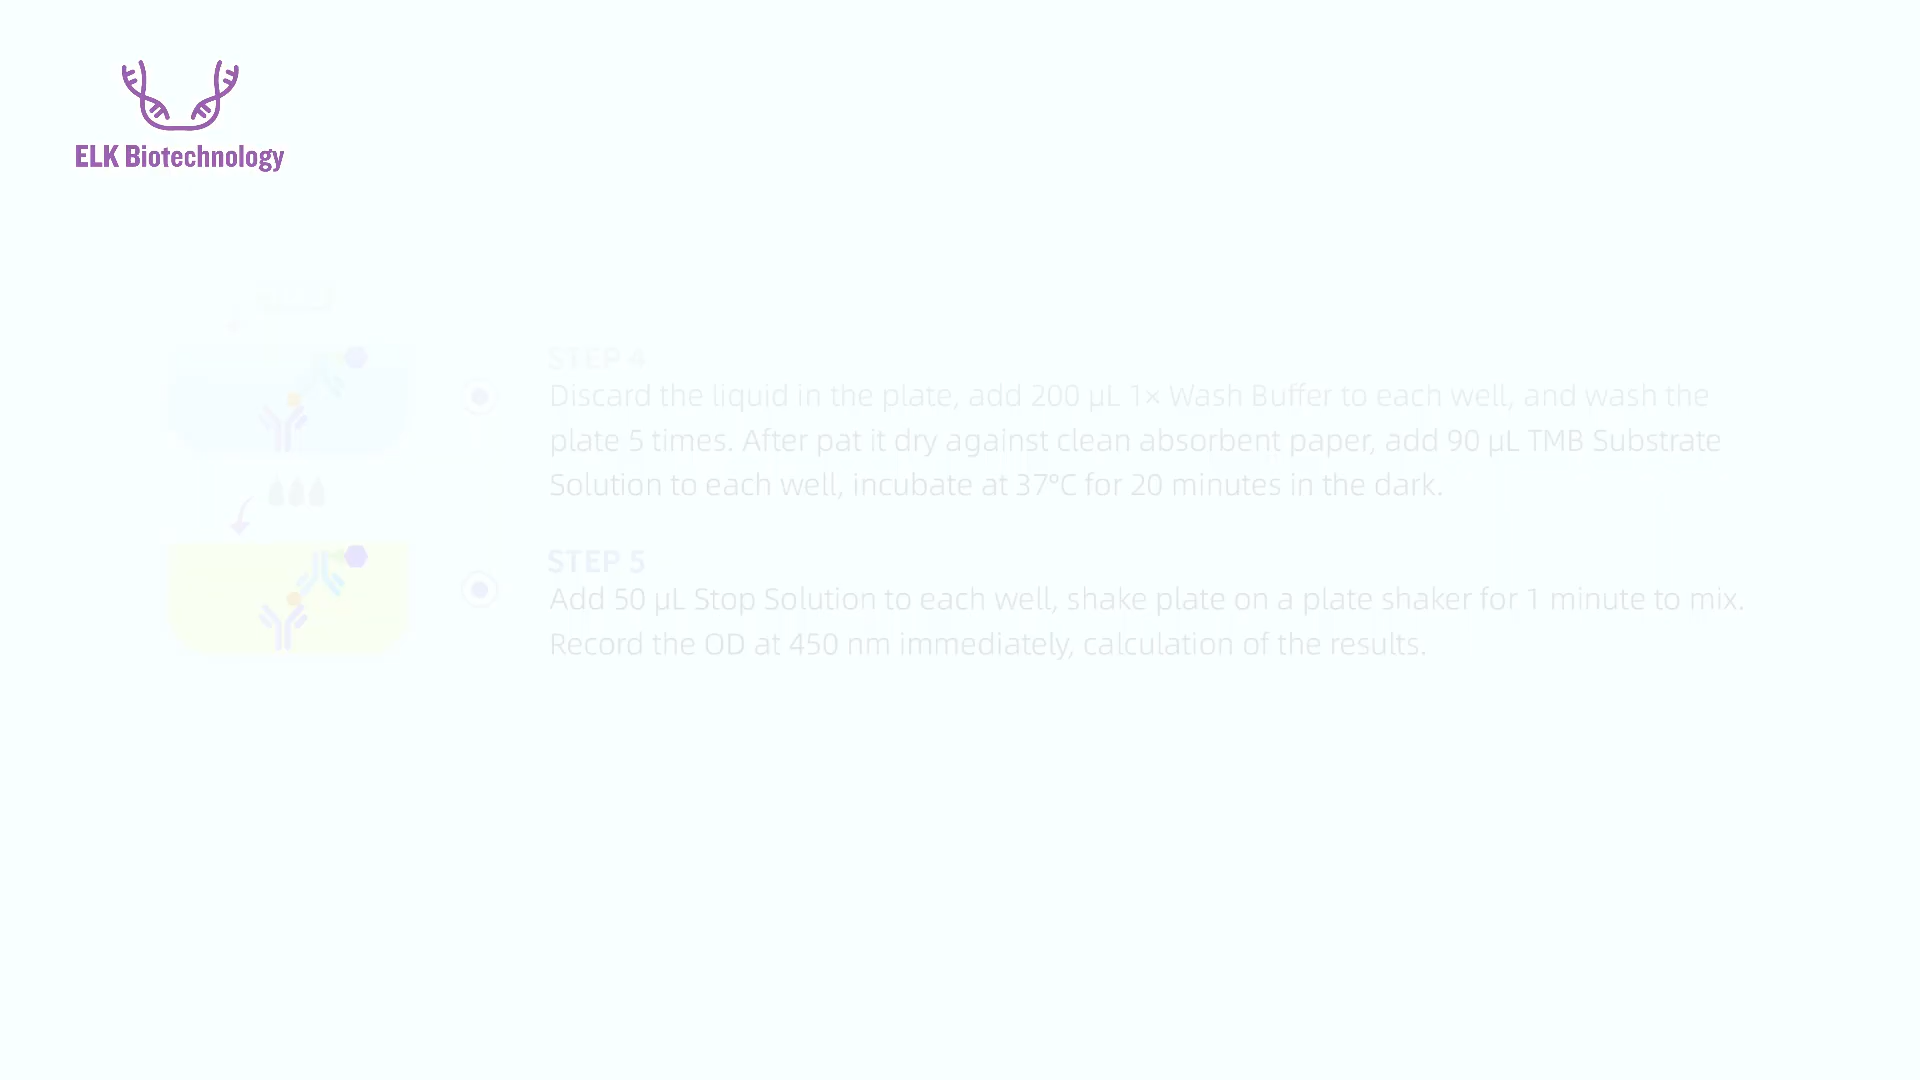 ELK Biotechnology
STEP 4
Discard the liquid in the plate, add 200 µL 1× Wash Buffer to each well, and wash the
plate 5 times. After pat it dry against clean absorbent paper, add 90 µL TMB Substrate
Solution to each well, incubate at 37°C for 20 minutes in the dark.
STEP 5
Add 50 µL Stop Solution to each well, shake plate on a plate shaker for 1 minute to mix.
Record the OD at 450 nm immediately, calculation of the results.